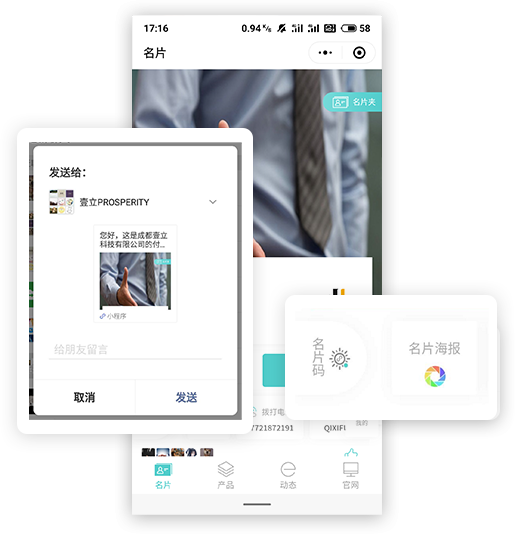 17:16
0.94 K/s
58
名片
名片夹
发送给：
壹立PROSPERITY
您好，这是成都壹立
科技有限公司的付...
小程序
给朋友留言
取消
发送
名片码
名片海报
拨打电
7721872191
QIXIFI
我的
名片
产品
动态
官网